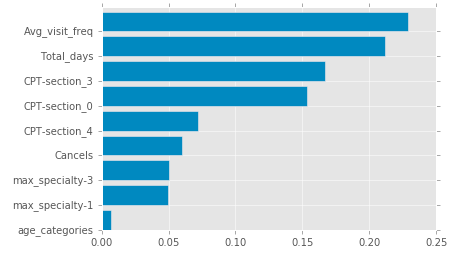 Avg_visit_freq
Total_days
CPT-section_3
CPT-section_0
CPT-section_4
Cancels
max_specialty-3
max_specialty-1
age_categories
0.00 0.05 0.10 0.15 0.20 0.25